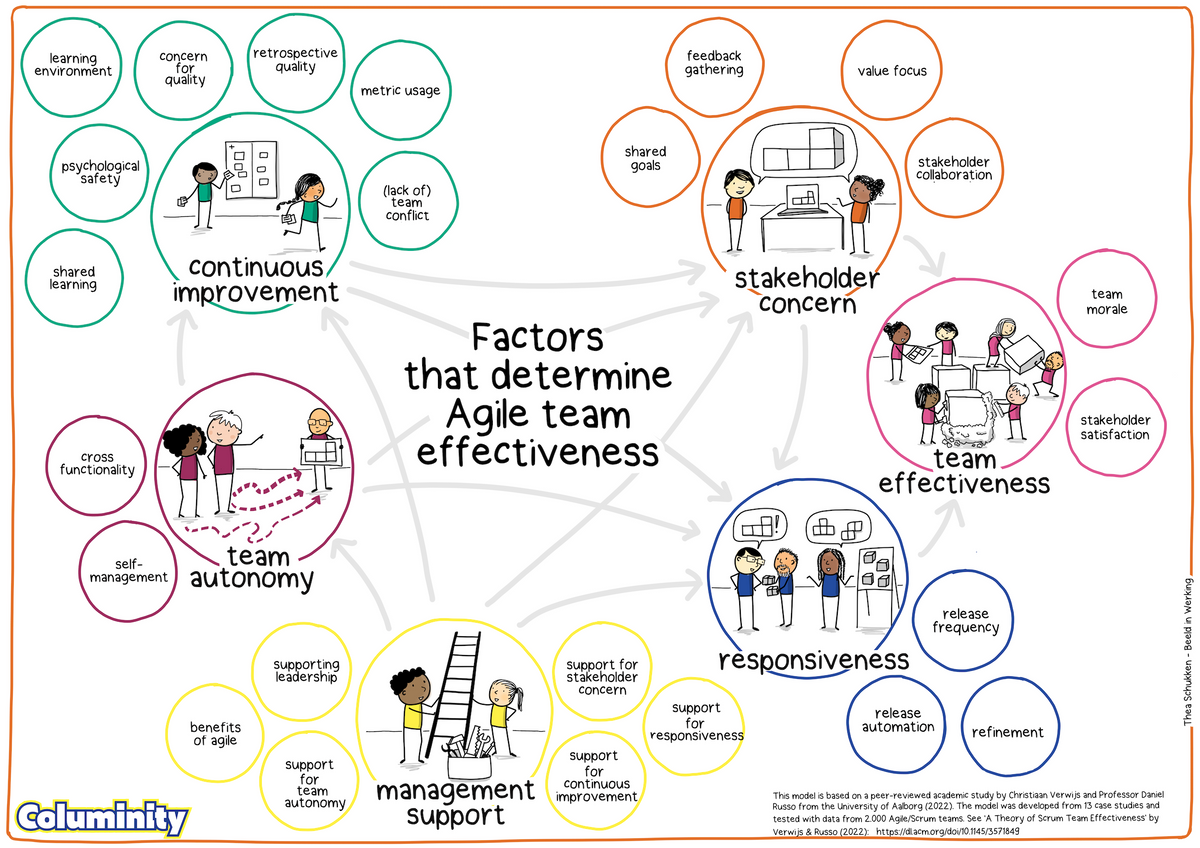 learning
environment
concern
for
quality
retrospective
quality
metric usage
psychological
safety
(lack of)
team
conflict
shared
learning
continuous
improvement
feedback
gathering
value focus
shared
goals
stakeholder
collaboration
stakeholder
concern
Factors
that determine
Agile team
effectiveness
team
morale
stakeholder
satisfaction
team
effectiveness
cross
functionality
self-
management
team
autonomy
!
responsiveness
release
frequency
release
automation
refinement
supporting
leadership
benefits
of agile
support
for
team
autonomy
management
support
support for
stakeholder
concern
support
for
responsiveness
support
for
continuous
improvement
Columinity
This model is based on a peer-reviewed academic study by Christiaan Verwijs and Professor Daniel
Russo from the University of Aalborg (2022). The model was developed from 13 case studies and
tested with data from 2.000 Agile/Scrum teams. See 'A Theory of Scrum Team Effectiveness' by
Verwijs & Russo (2022): https://dl.acm.org/doi/10.1145/3571849
Thea Schukken - Beeld in Werking